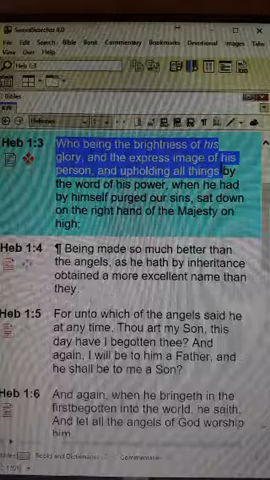 SwordSearcher 6.0
File Edit Search Bible Book Commentary Bookmarks Devotional Images Tabs
View User Help
Heb 1:3
Bibles
KJV
Hebrews
Heb 1:3 Who being the brightness of his
glory, and the express image of his
person, and upholding all things by
the word of his power, when he had
by himself purged our sins, sat down
on the right hand of the Majesty on
high;
Heb 1:4 ¶ Being made so much better than
the angels, as he hath by inheritance
obtained a more excellent name than
they.
Heb 1:5 For unto which of the angels said he
at any time, Thou art my Son, this
day have I begotten thee? And
again, I will be to him a Father, and
he shall be to me a Son?
Heb 1:6 And again, when he bringeth in the
firstbegotten into the world, he saith,
And let all the angels of God worship
him.
Bibles Books and Dictionaries Commentaries